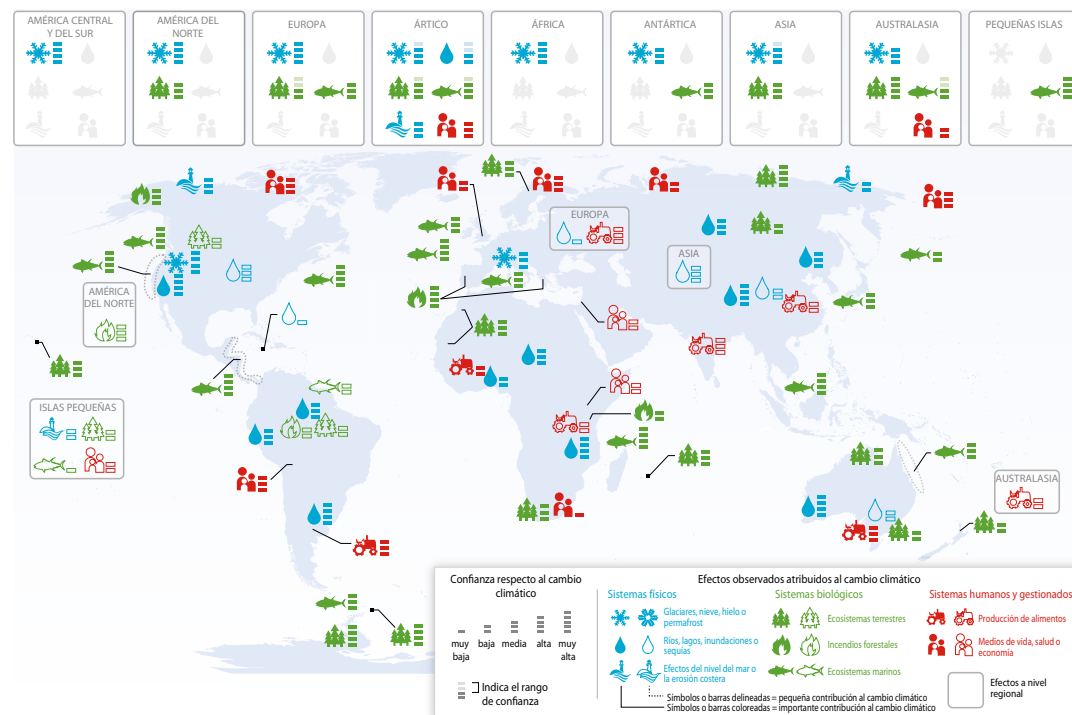 AMÉRICA CENTRAL
Y DEL SUR
AMÉRICA DEL
NORTE
EUROPA
ÁRTICO
ÁFRICA
ANTÁRTICA
ASIA
AUSTRALASIA
PEQUEÑAS ISLAS
EUROPA
ASIA
AMÉRICA
DEL NORTE
ISLAS PEQUEÑAS
AUSTRALASIA
Confianza respecto al cambio
climático
muy
baja
baja
media
alta
muy
alta
Indica el rango
de confianza
Efectos observados atribuidos al cambio climático
Sistemas físicos
Glaciares, nieve, hielo o
permafrost
Ríos, lagos, inundaciones o
sequías
Efectos del nivel del mar o
la erosión costera
Sistemas biológicos
Ecosistemas terrestres
Incendios forestales
Ecosistemas marinos
Sistemas humanos y gestionados
Producción de alimentos
Medios de vida, salud o
economía
Símbolos o barras delineadas = pequeña contribución al cambio climático
Símbolos o barras coloreadas = importante contribución al cambio climático
Efectos a nivel
regional